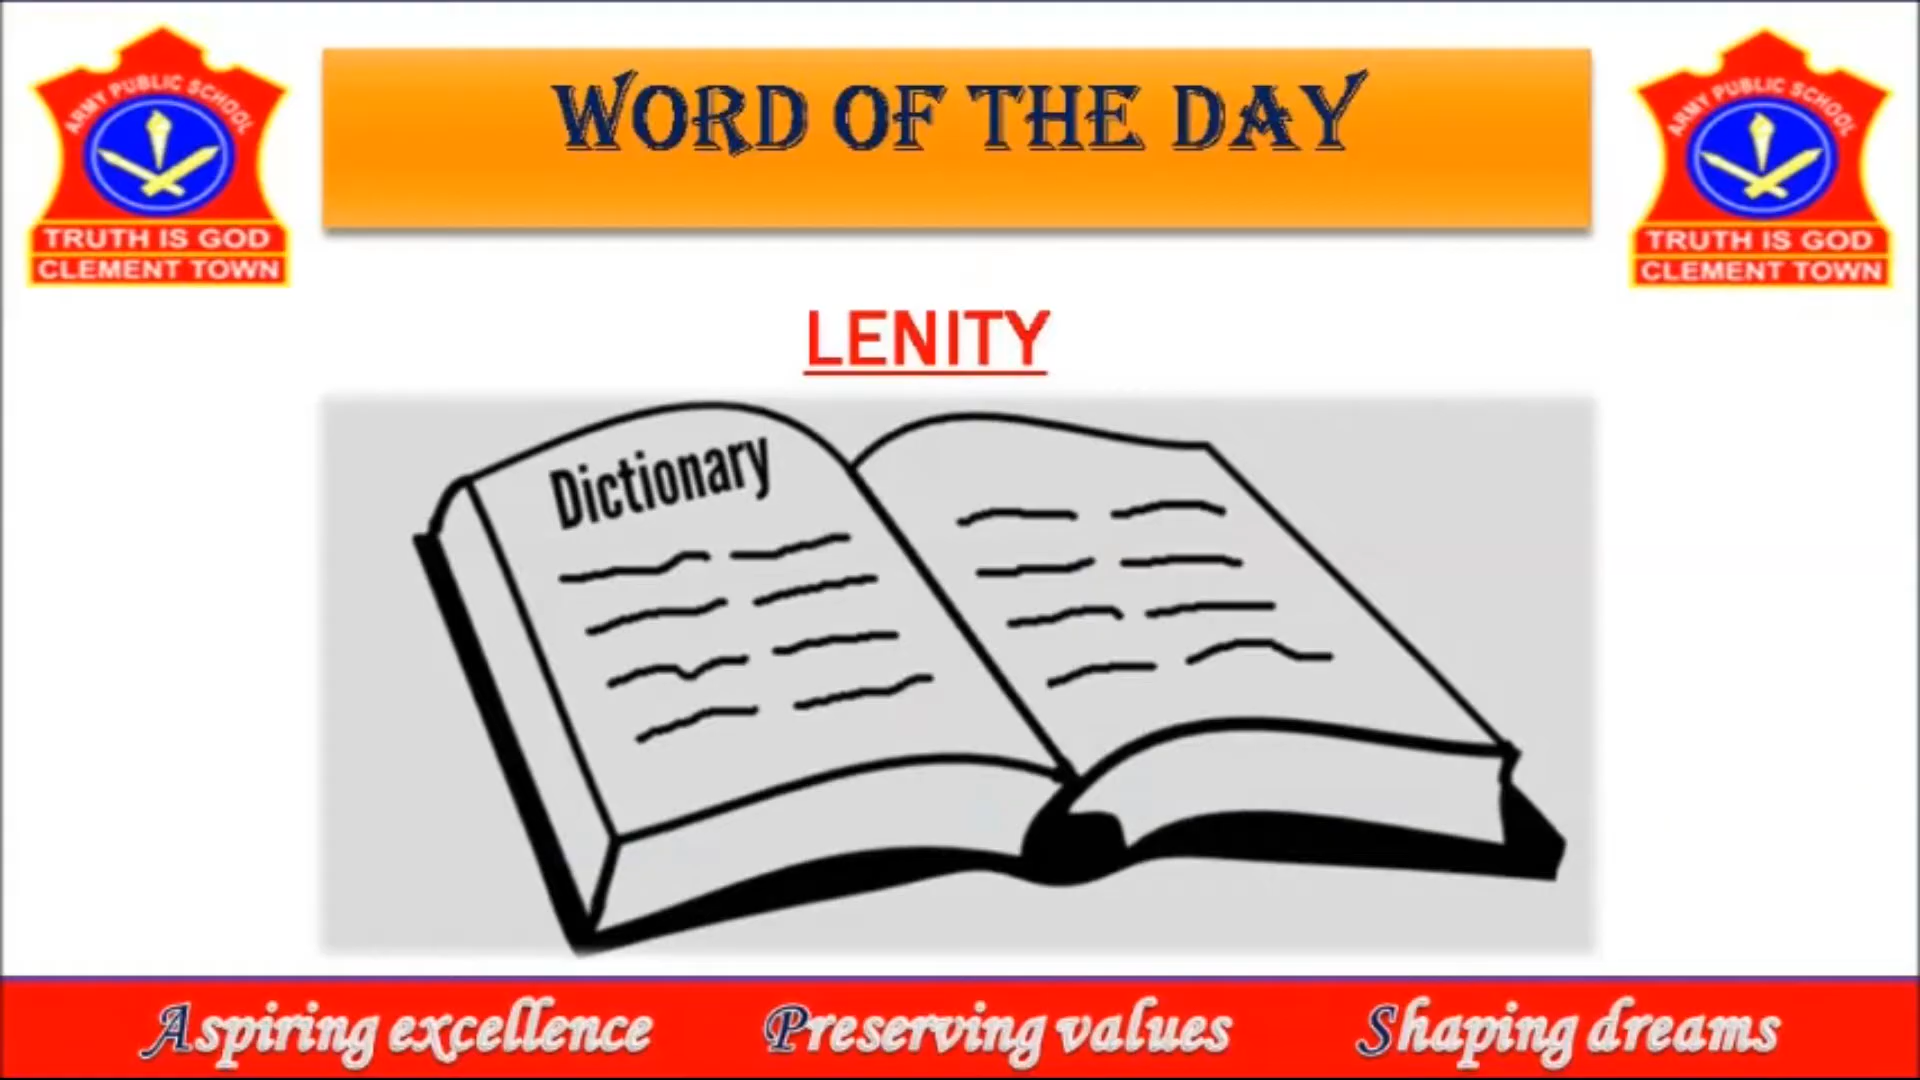 ARMY PUBLIC SCHOOL
TRUTH IS GOD
CLEMENT TOWN
WORD OF THE DAY
ARMY PUBLIC SCHOOL
TRUTH IS GOD
CLEMENT TOWN
LENITY
Dictionary
Aspiring excellence Preserving values Shaping dreams